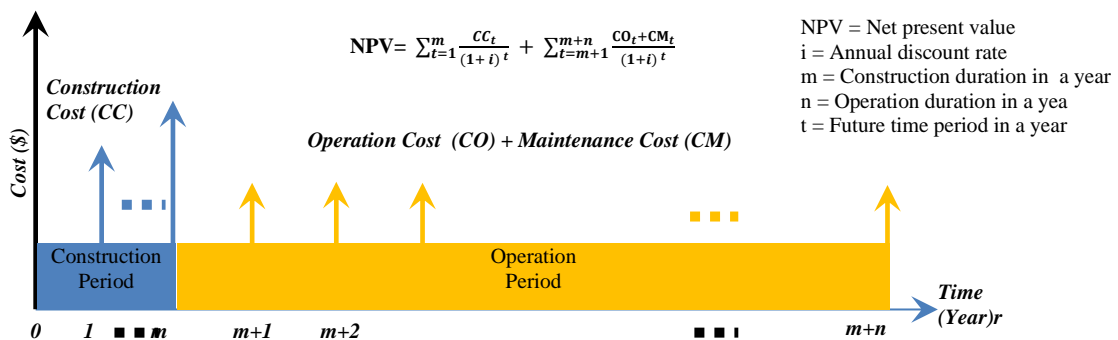 NPV= ∑_{t=1}^{m} CC_t/(1+i)^t + ∑_{t=m+1}^{m+n} CO_t+CM_t/(1+i)^t
NPV = Net present value
i = Annual discount rate
m = Construction duration in a year
n = Operation duration in a yea
t = Future time period in a year
Construction
Cost (CC)
Operation Cost (CO) + Maintenance Cost (CM)
Cost ($)
Construction
Period
Operation
Period
Time
(Year)r
0 1 m m+1 m+2 m+n